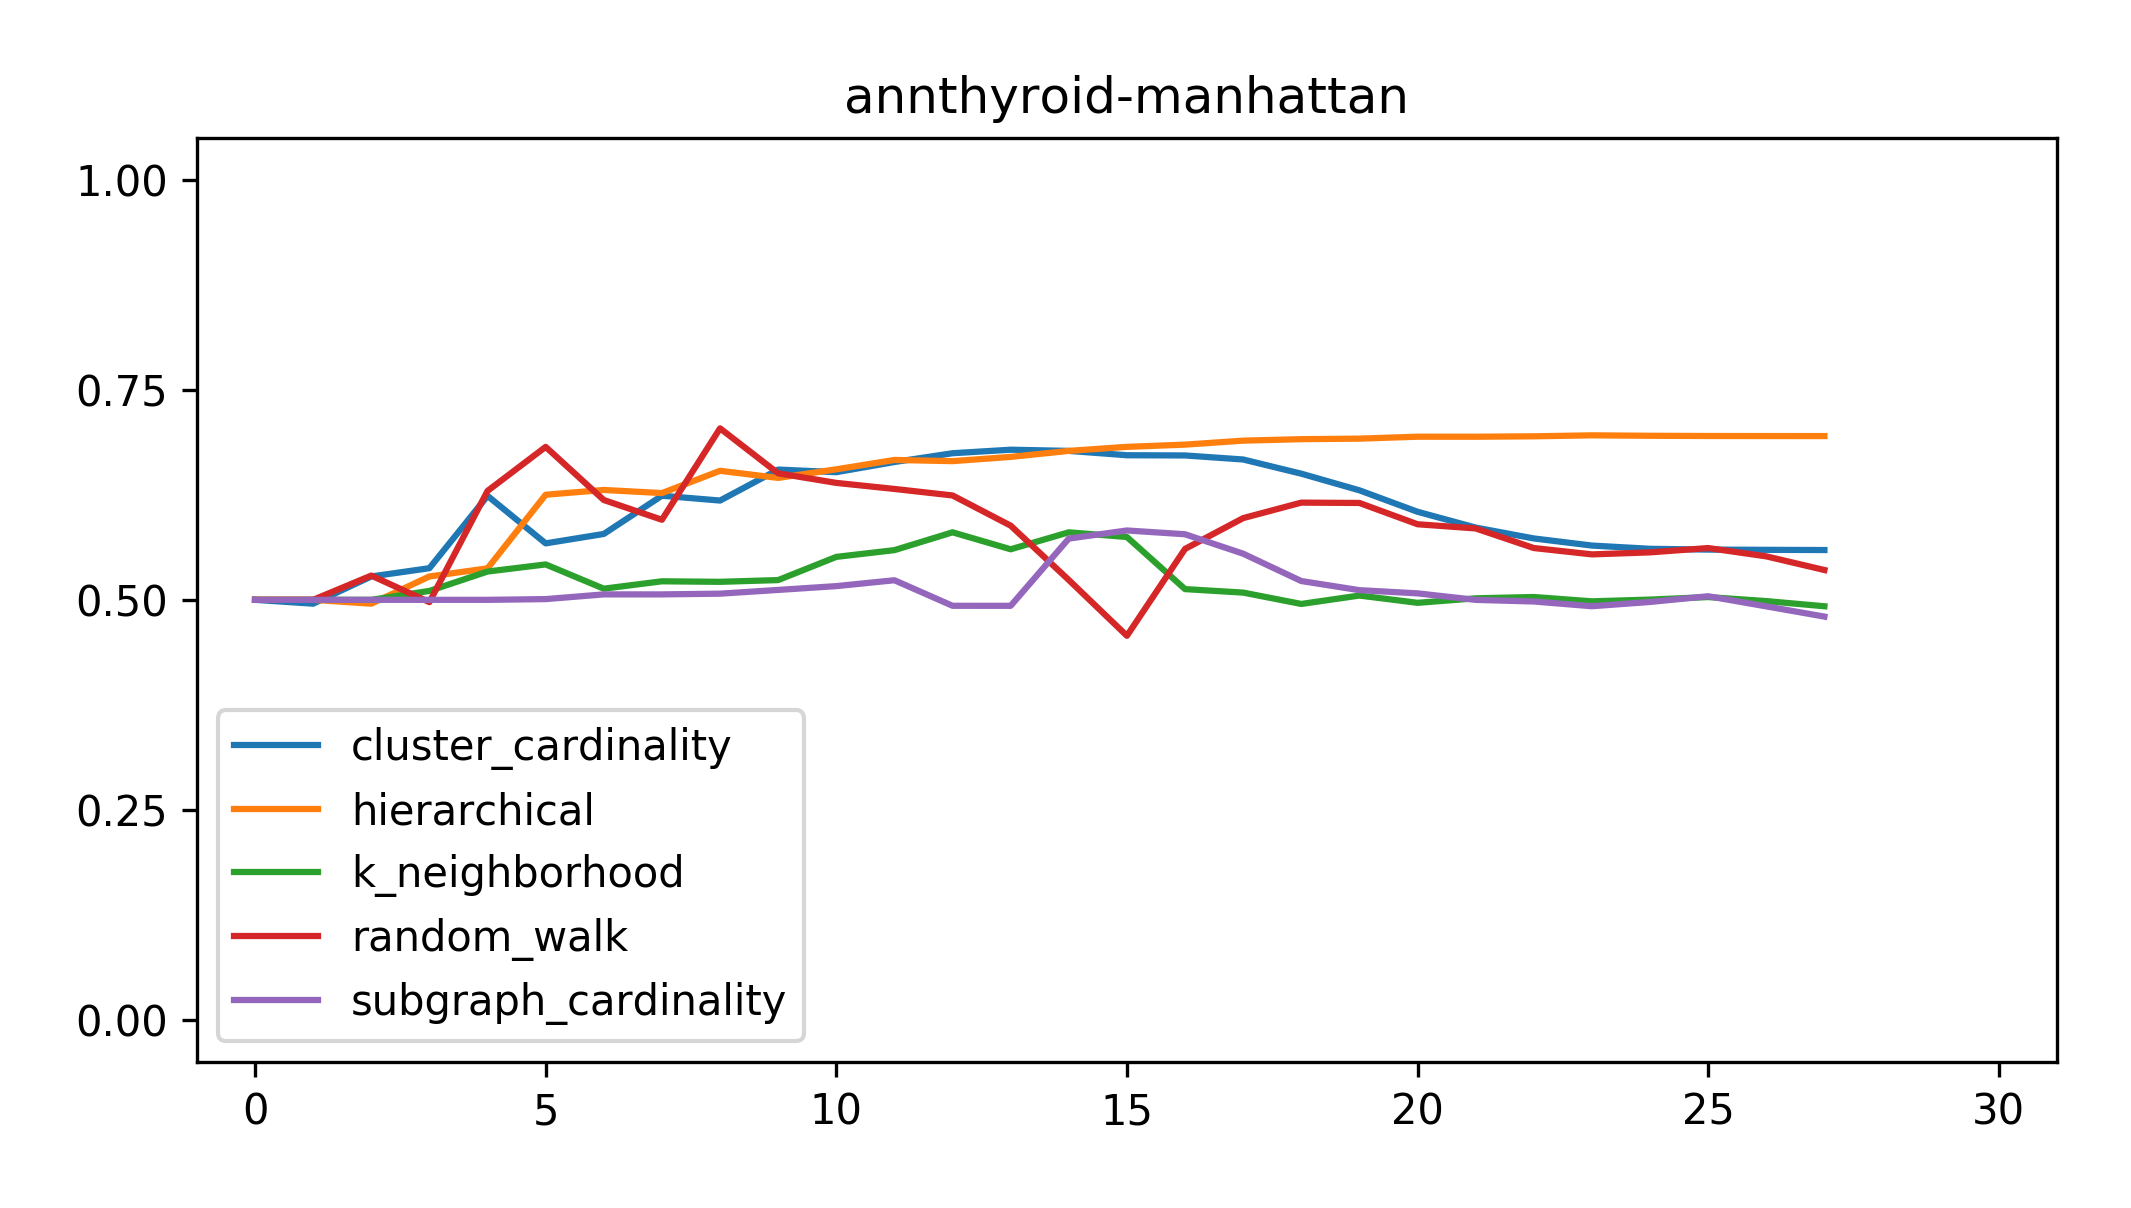 annthyroid-manhattan
1.00
0.75
0.50
0.25
0.00
cluster_cardinality
hierarchical
k_neighborhood
random_walk
subgraph_cardinality
0 5 10 15 20 25 30